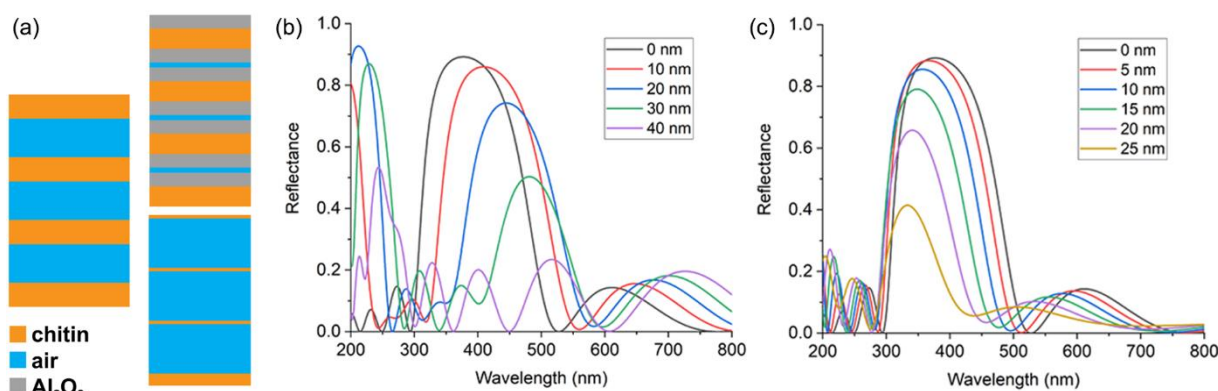 (a)
chitin
air
Al₂O₃
(b)
Reflectance
1.0
0.8
0.6
0.4
0.2
0.0
0 nm
10 nm
20 nm
30 nm
40 nm
200 300 400 500 600 700 800
Wavelength (nm)
(c)
Reflectance
1.0
0.8
0.6
0.4
0.2
0.0
0 nm
5 nm
10 nm
15 nm
20 nm
25 nm
200 300 400 500 600 700 800
Wavelength (nm)